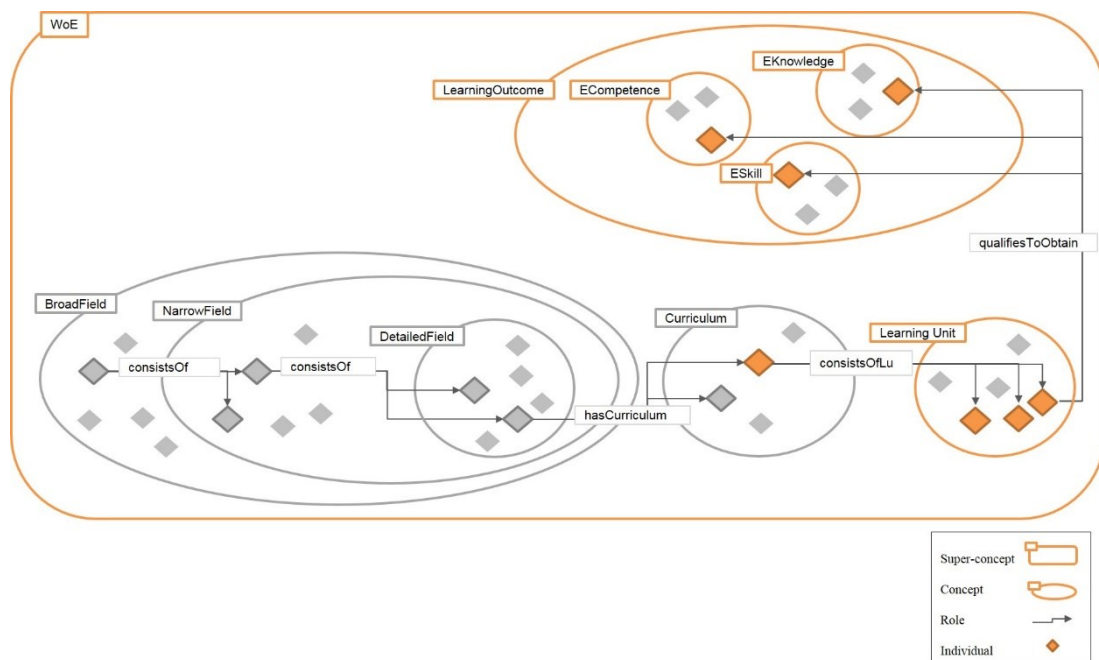 WoE
EKnowledge
LearningOutcome
ECompetence
ESkill
qualifiesToObtain
BroadField
NarrowField
DetailedField
Curriculum
Learning Unit
consistsOf
consistsOf
consistsOfLu
hasCurriculum
Super-concept
Concept
Role
Individual